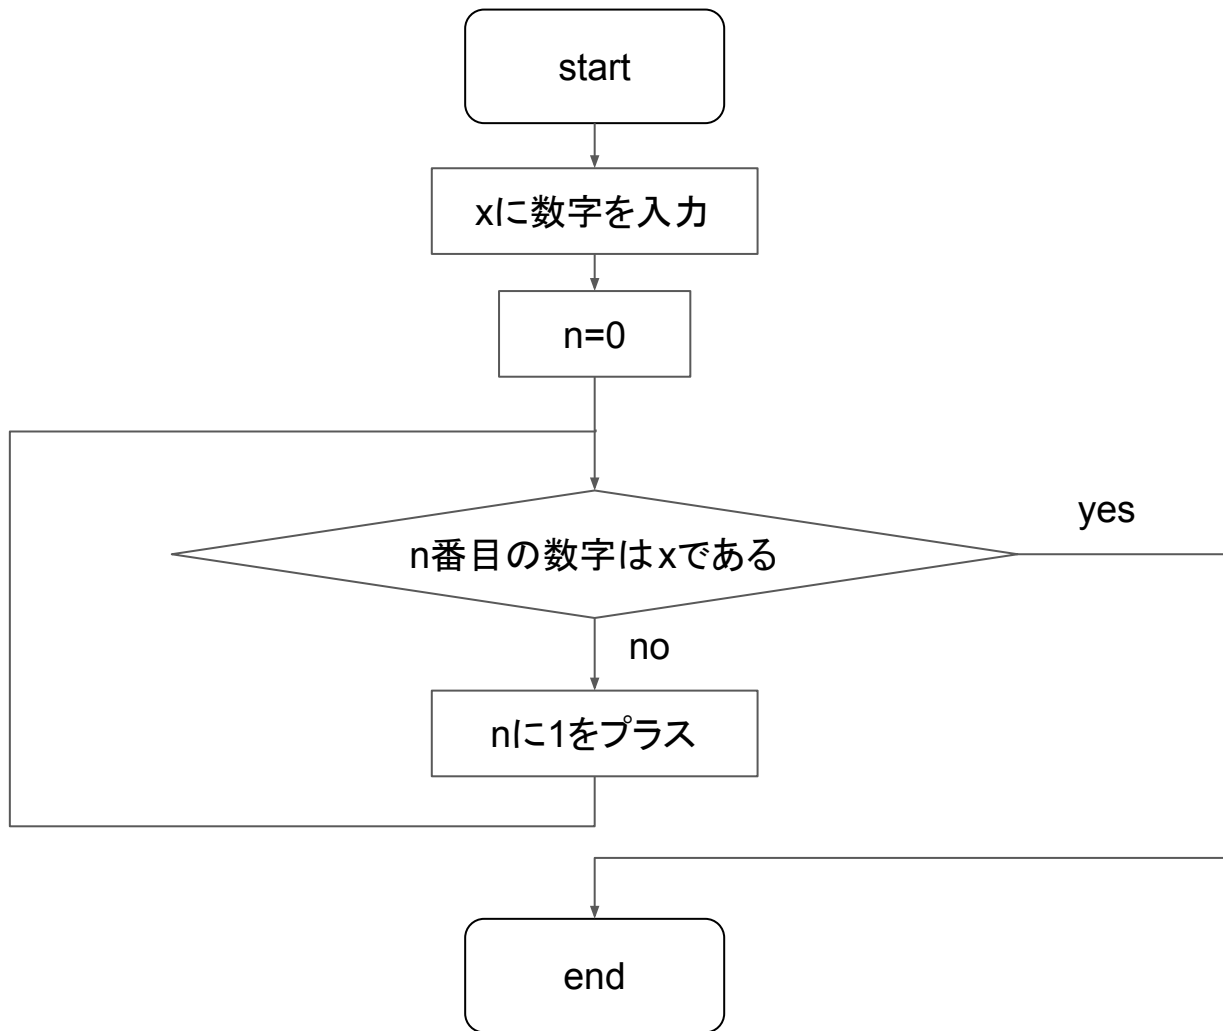 start
xに数字を入力
n=0
n番目の数字はxである
yes
no
nに1をプラス
end